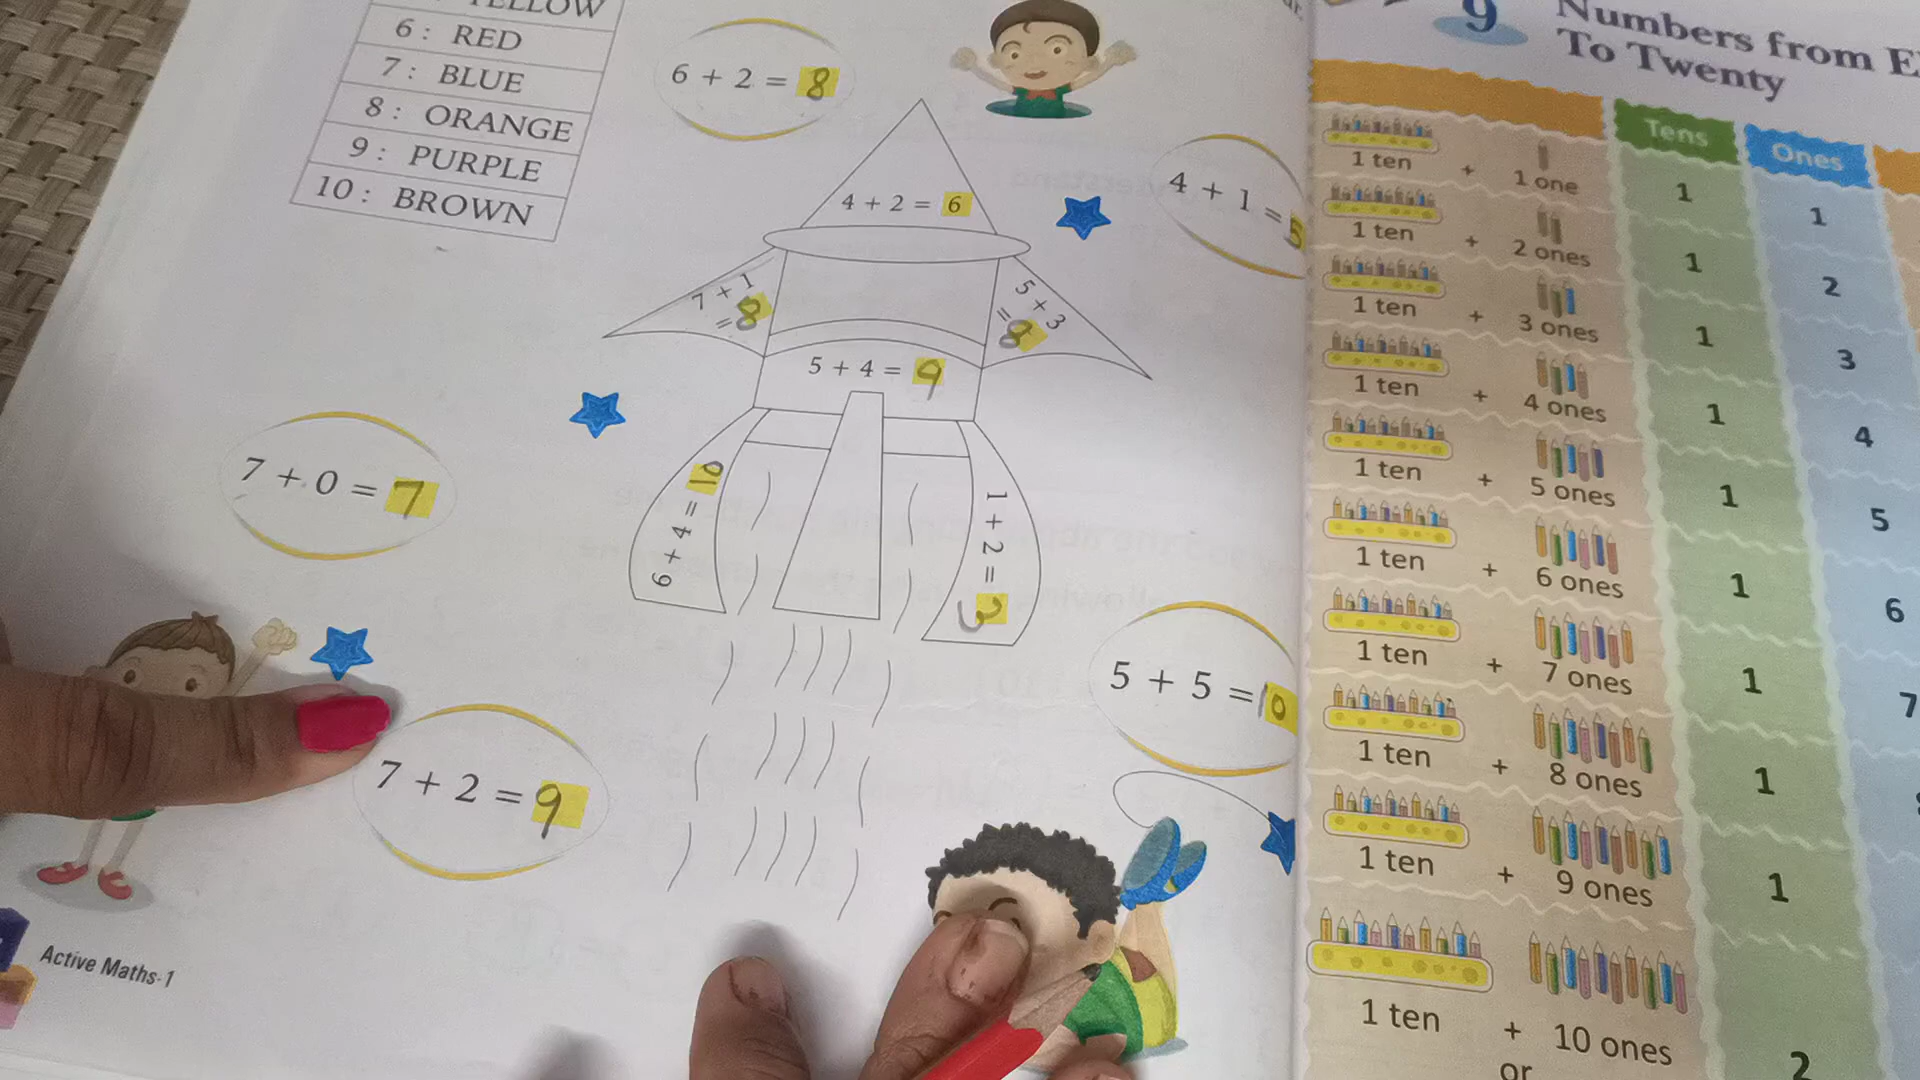 YELLOW
6 : RED
7 : BLUE
8 : ORANGE
9 : PURPLE
10 : BROWN
6 + 2 = 8
4 + 1 = 5
4 + 2 = 6
7 + 1 = 8
5 + 3 = 8
5 + 4 = 9
7 + 0 = 7
6 + 4 = 10
1 + 2 = 3
5 + 5 = 10
7 + 2 = 9
Active Maths-1
9 Numbers from
To Twenty
Tens Ones
1 ten + 1 one 1 1
1 ten + 2 ones 1 2
1 ten + 3 ones 1 3
1 ten + 4 ones 1 4
1 ten + 5 ones 1 5
1 ten + 6 ones 1 6
1 ten + 7 ones 1 7
1 ten + 8 ones 1
1 ten + 9 ones 1
1 ten + 10 ones 2
or